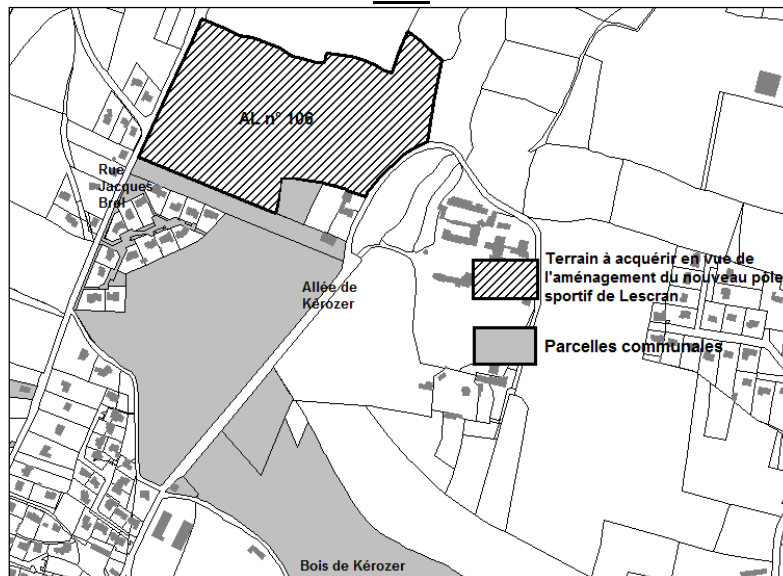 AL n° 106
Rue
Jacques
Brel
Terrain à acquérir en vue de
l'aménagement du nouveau pôle
sportif de Lescran
Allée de
Kérozer
Parcelles communales
Bois de Kérozer